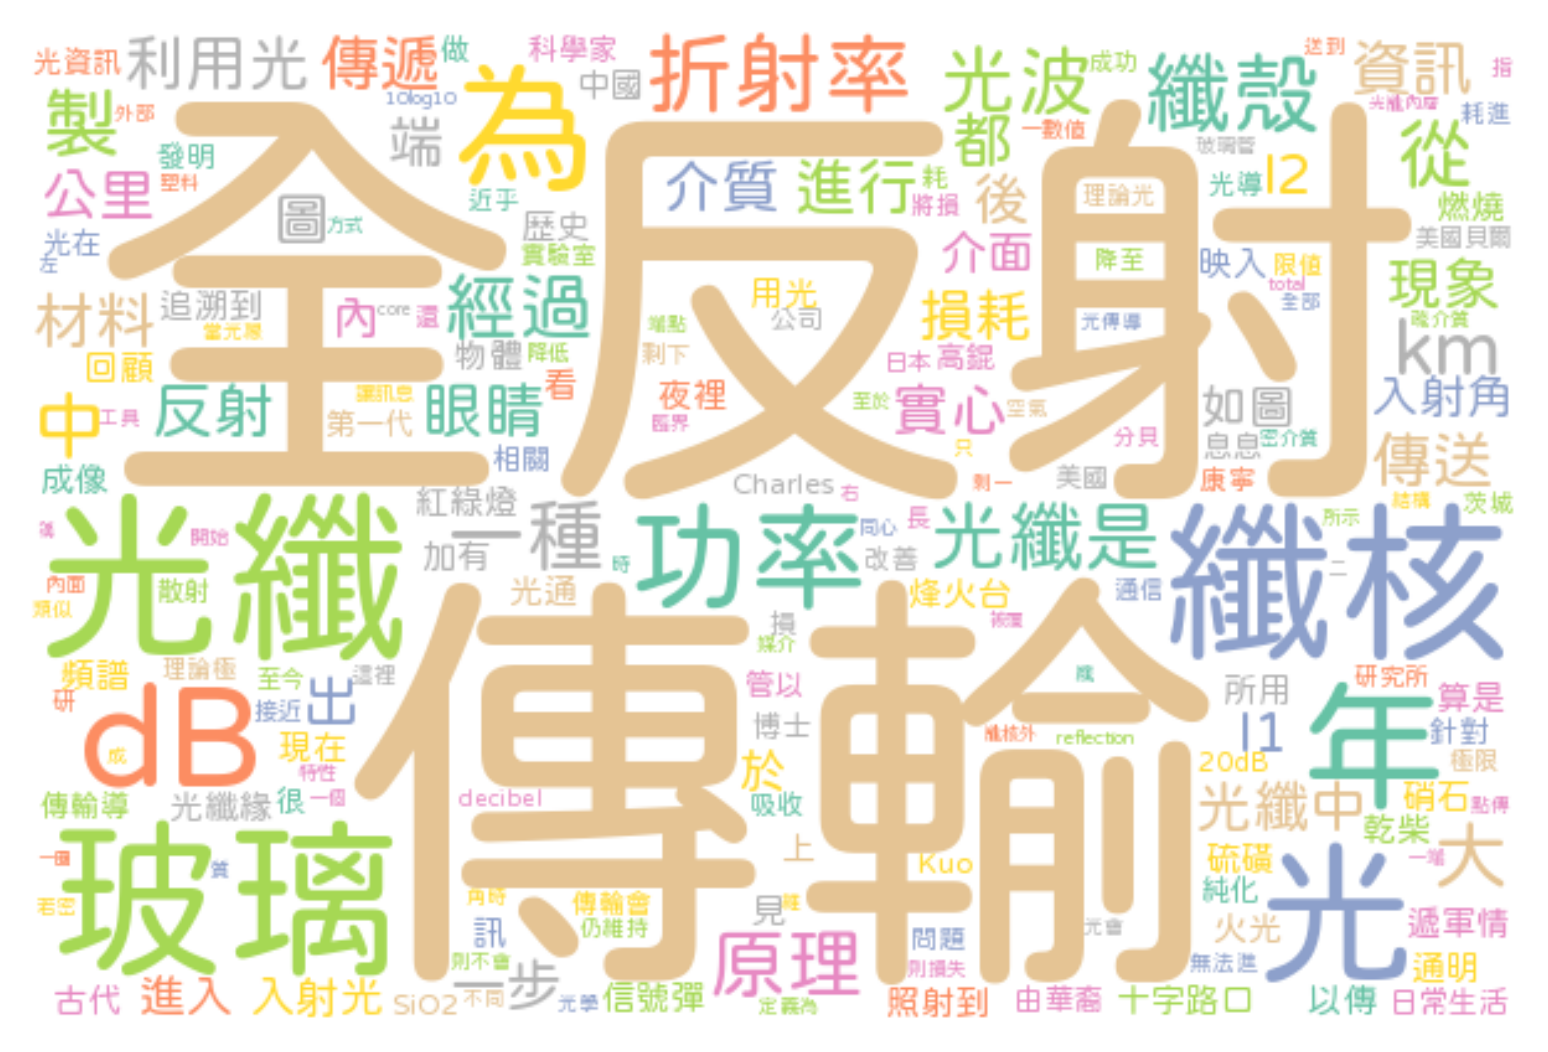 光資訊 利用光 傳遞 做 科學家 中國 折射率 光波 成功 纖殼 送到 資訊 指
製 外部 10log10 端 為 都 一數值 光纖內層 耗進
發明 玻璃管 從
公里 塑料 近乎 介質 進行 耗 將損 後 理論光 光導 I2 燃燒
圖 方式 歷史 實驗室 介面 降至 映入 限值 美國貝爾
光在 左 全反射 total 現象
材料 追溯到 當光線 內 core 還 經過 端點 用光 公司 損耗 光傳導 全部 疏介質
回顧 物體 降低 剩下 日本 高錕 km
中 工具 反射 第一代 讓訊息 眼睛 看 夜裡 臨界 至於 實心 空氣 如圖 入射角
成像 相關 只 分貝 息息 密介質 傳送
紅綠燈 Charles 右 剩一 美國 康寧 結構 茨城
稱 光纖 開始 加有 一種 時 功率 同心 改善 長 光纖是 纖核 所示 二
內面 類似 散射 光通 損 媒介 烽火台 被覆 通信
頻譜 理論極 至今 這裡 管以 纖 所用 研究所
研 dB 接近 出 傳輸 博士 纖核外 reflection I1 年 算是 針對
成 現在 特性 於 20dB 極限
傳輸導 光纖緣 很 一個 decibel 吸收 光纖中 硝石 點傳
一圈 玻璃 質 上 Kuo 硫磺 乾柴 一端 大
若密 再時 傳輸會 見 純化 光
訊 仍維持 光會 火光 遞軍情
則不會 原理 問題 則損失 無法進 通明
古代 進入 入射光 SiO2 不同 一步 光學 信號彈 定義為 照射到 由華裔 十字路口 以傳 日常生活